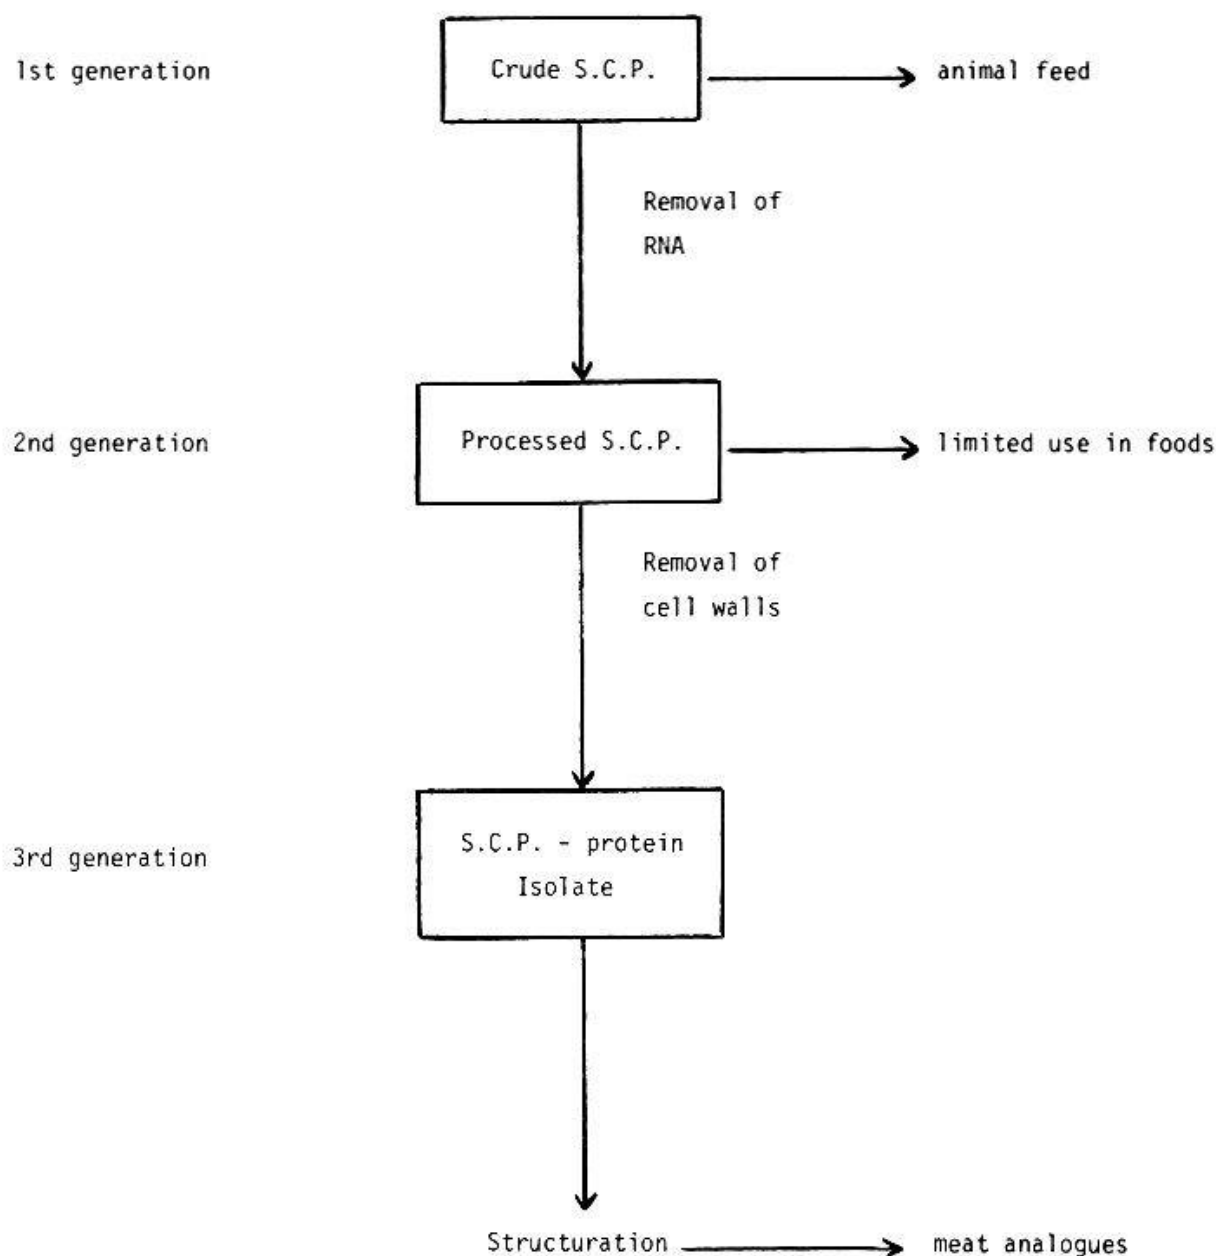 1st generation
Crude S.C.P.
animal feed
Removal of
RNA
2nd generation
Processed S.C.P.
limited use in foods
Removal of
cell walls
3rd generation
S.C.P. - protein
Isolate
Structuration
meat analogues